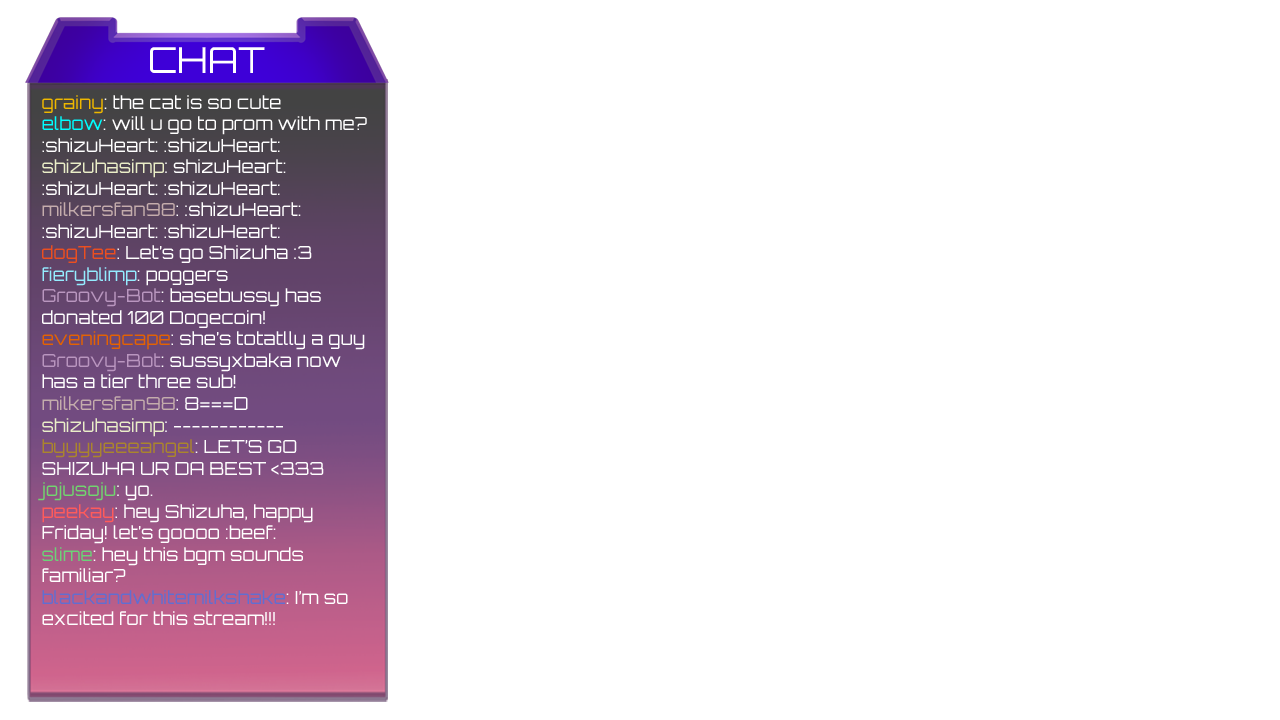 CHAT
grainy: the cat is so cute
elbow: will u go to prom with me?
:shizuHeart: :shizuHeart:
shizuhasimp: shizuHeart:
:shizuHeart: :shizuHeart:
milkersfan98: :shizuHeart:
:shizuHeart: :shizuHeart:
dogTee: Let's go Shizuha :3
fieryblimp: poggers
Groovy-Bot: basebussy has
donated 100 Dogecoin!
eveningcape: she's totatlly a guy
Groovy-Bot: sussyxbaka now
has a tier three sub!
milkersfan98: 8===D
shizuhasimp: ------------
byyyyeeeangel: LET'S GO
SHIZUHA UR DA BEST <333
jojusoju: yo.
peekay: hey Shizuha, happy
Friday! let's goooo :beef:
slime: hey this bgm sounds
familiar?
blackandwhitemilkshake: I'm so
excited for this stream!!!